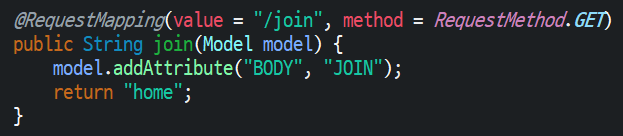 @RequestMapping(value = "/join", method = RequestMethod.GET)
public String join(Model model) {
    model.addAttribute("BODY", "JOIN");
    return "home";
}